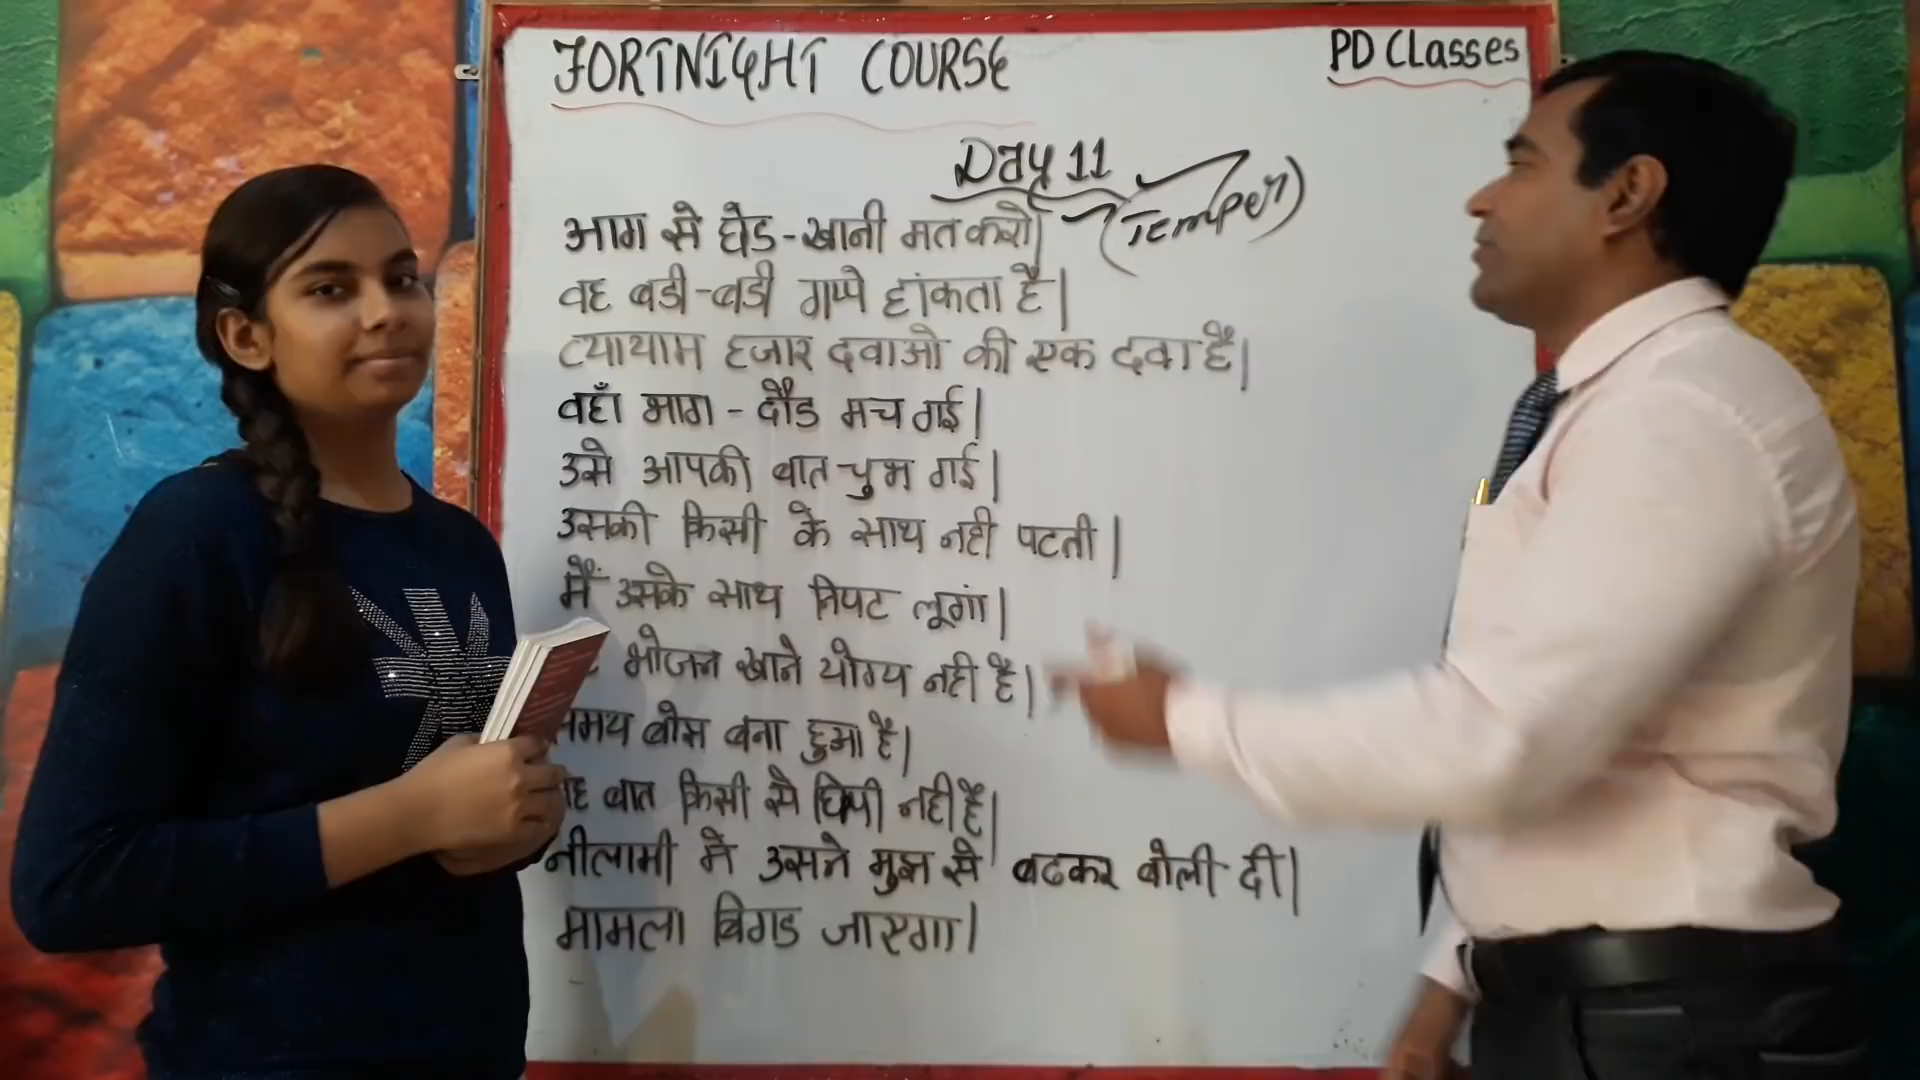 FORTNIGHT COURSE
PD Classes
Day 11
(Temper)
आग से छेड-खानी मत करो|
वह बडी-बडी गप्पे हांकता है|
व्यायाम हजार दवाओ की एक दवा है|
वहाँ भाग-दौड मच गई|
उसे आपकी बात चुभ गई|
उसकी किसी के साथ नही पटती|
मैं उसके साथ निपट लूगां|
भोजन खाने योग्य नही है|
समय बोस बना हुआ है|
यह बात किसी से छिपी नही है|
नीलामी में उसने मुझ से बढकर बोली दी|
मामला बिगड जाएगा|